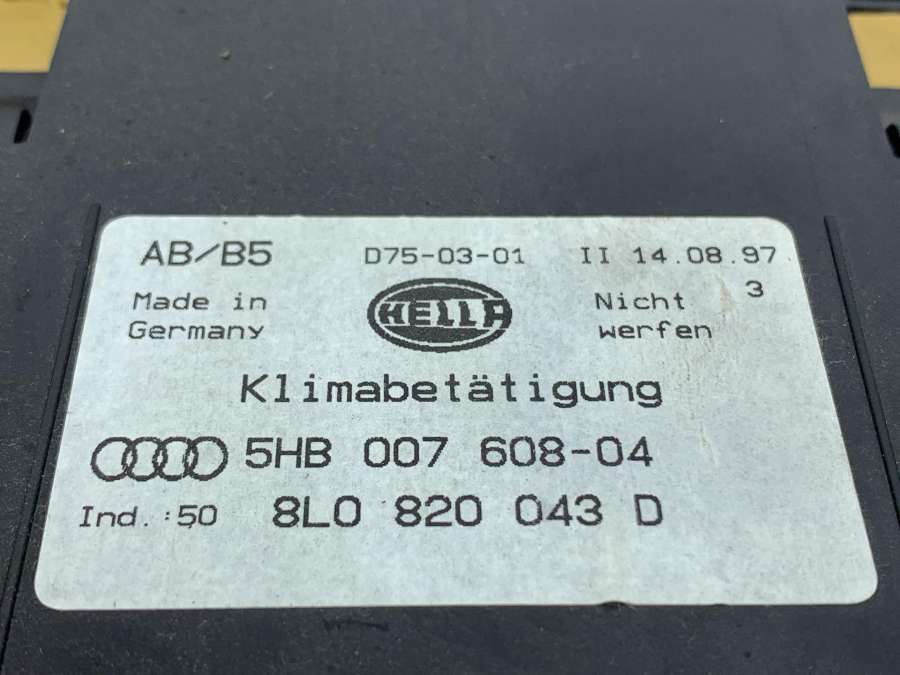 AB/B5 D75-03-01 II 14.08.97
3
Made in Germany
HELLA
Nicht werfen
Klimabetätigung
5HB 007 608-04
Ind.:50 8L0 820 043 D